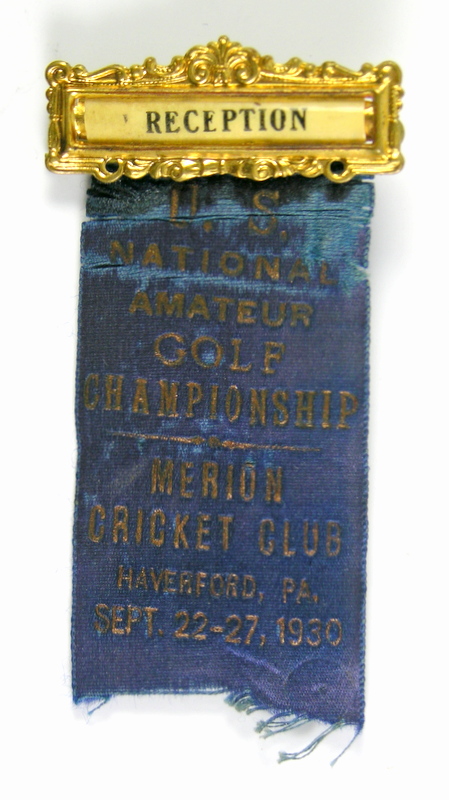 RECEPTION
U. S.
NATIONAL
AMATEUR
GOLF
CHAMPIONSHIP
MERION
CRICKET CLUB
HAVERFORD, PA.
SEPT. 22-27, 1930